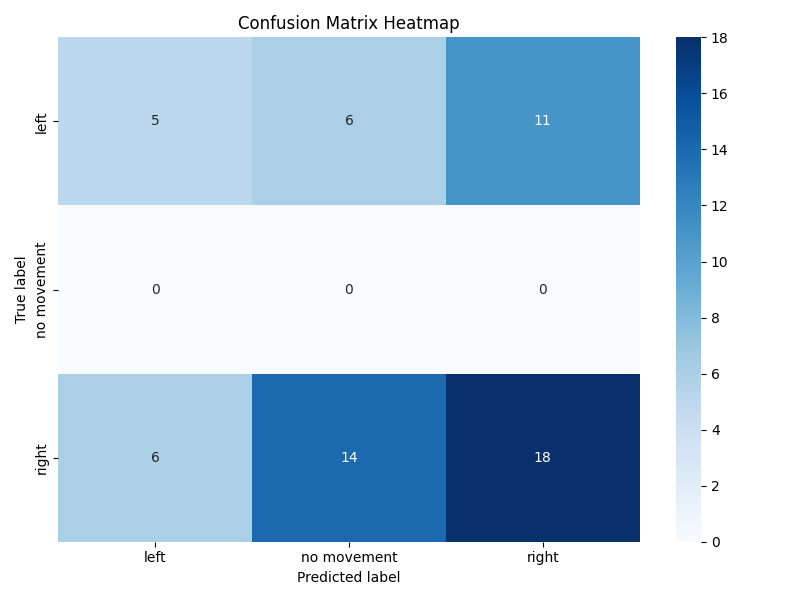 Confusion Matrix Heatmap
True label
left
no movement
right
5 6 11
0 0 0
6 14 18
left no movement right
Predicted label
18
16
14
12
10
8
6
4
2
0